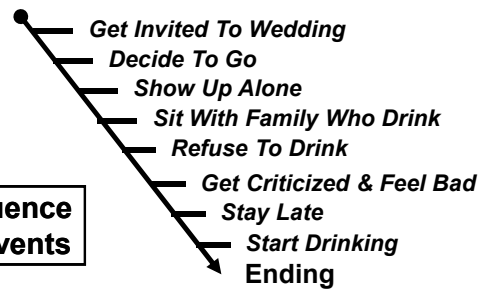 Get Invited To Wedding
Decide To Go
Show Up Alone
Sit With Family Who Drink
Refuse To Drink
Get Criticized & Feel Bad
Stay Late
Start Drinking
Ending